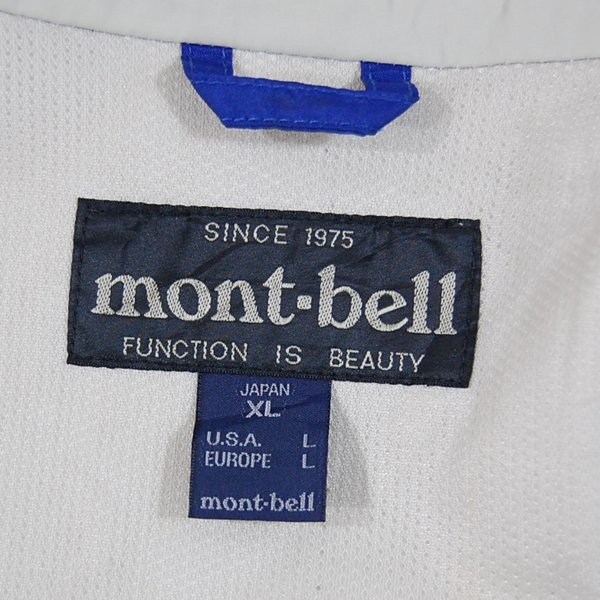 SINCE 1975
mont-bell
FUNCTION IS BEAUTY
JAPAN
XL
U.S.A. L
EUROPE L
mont-bell